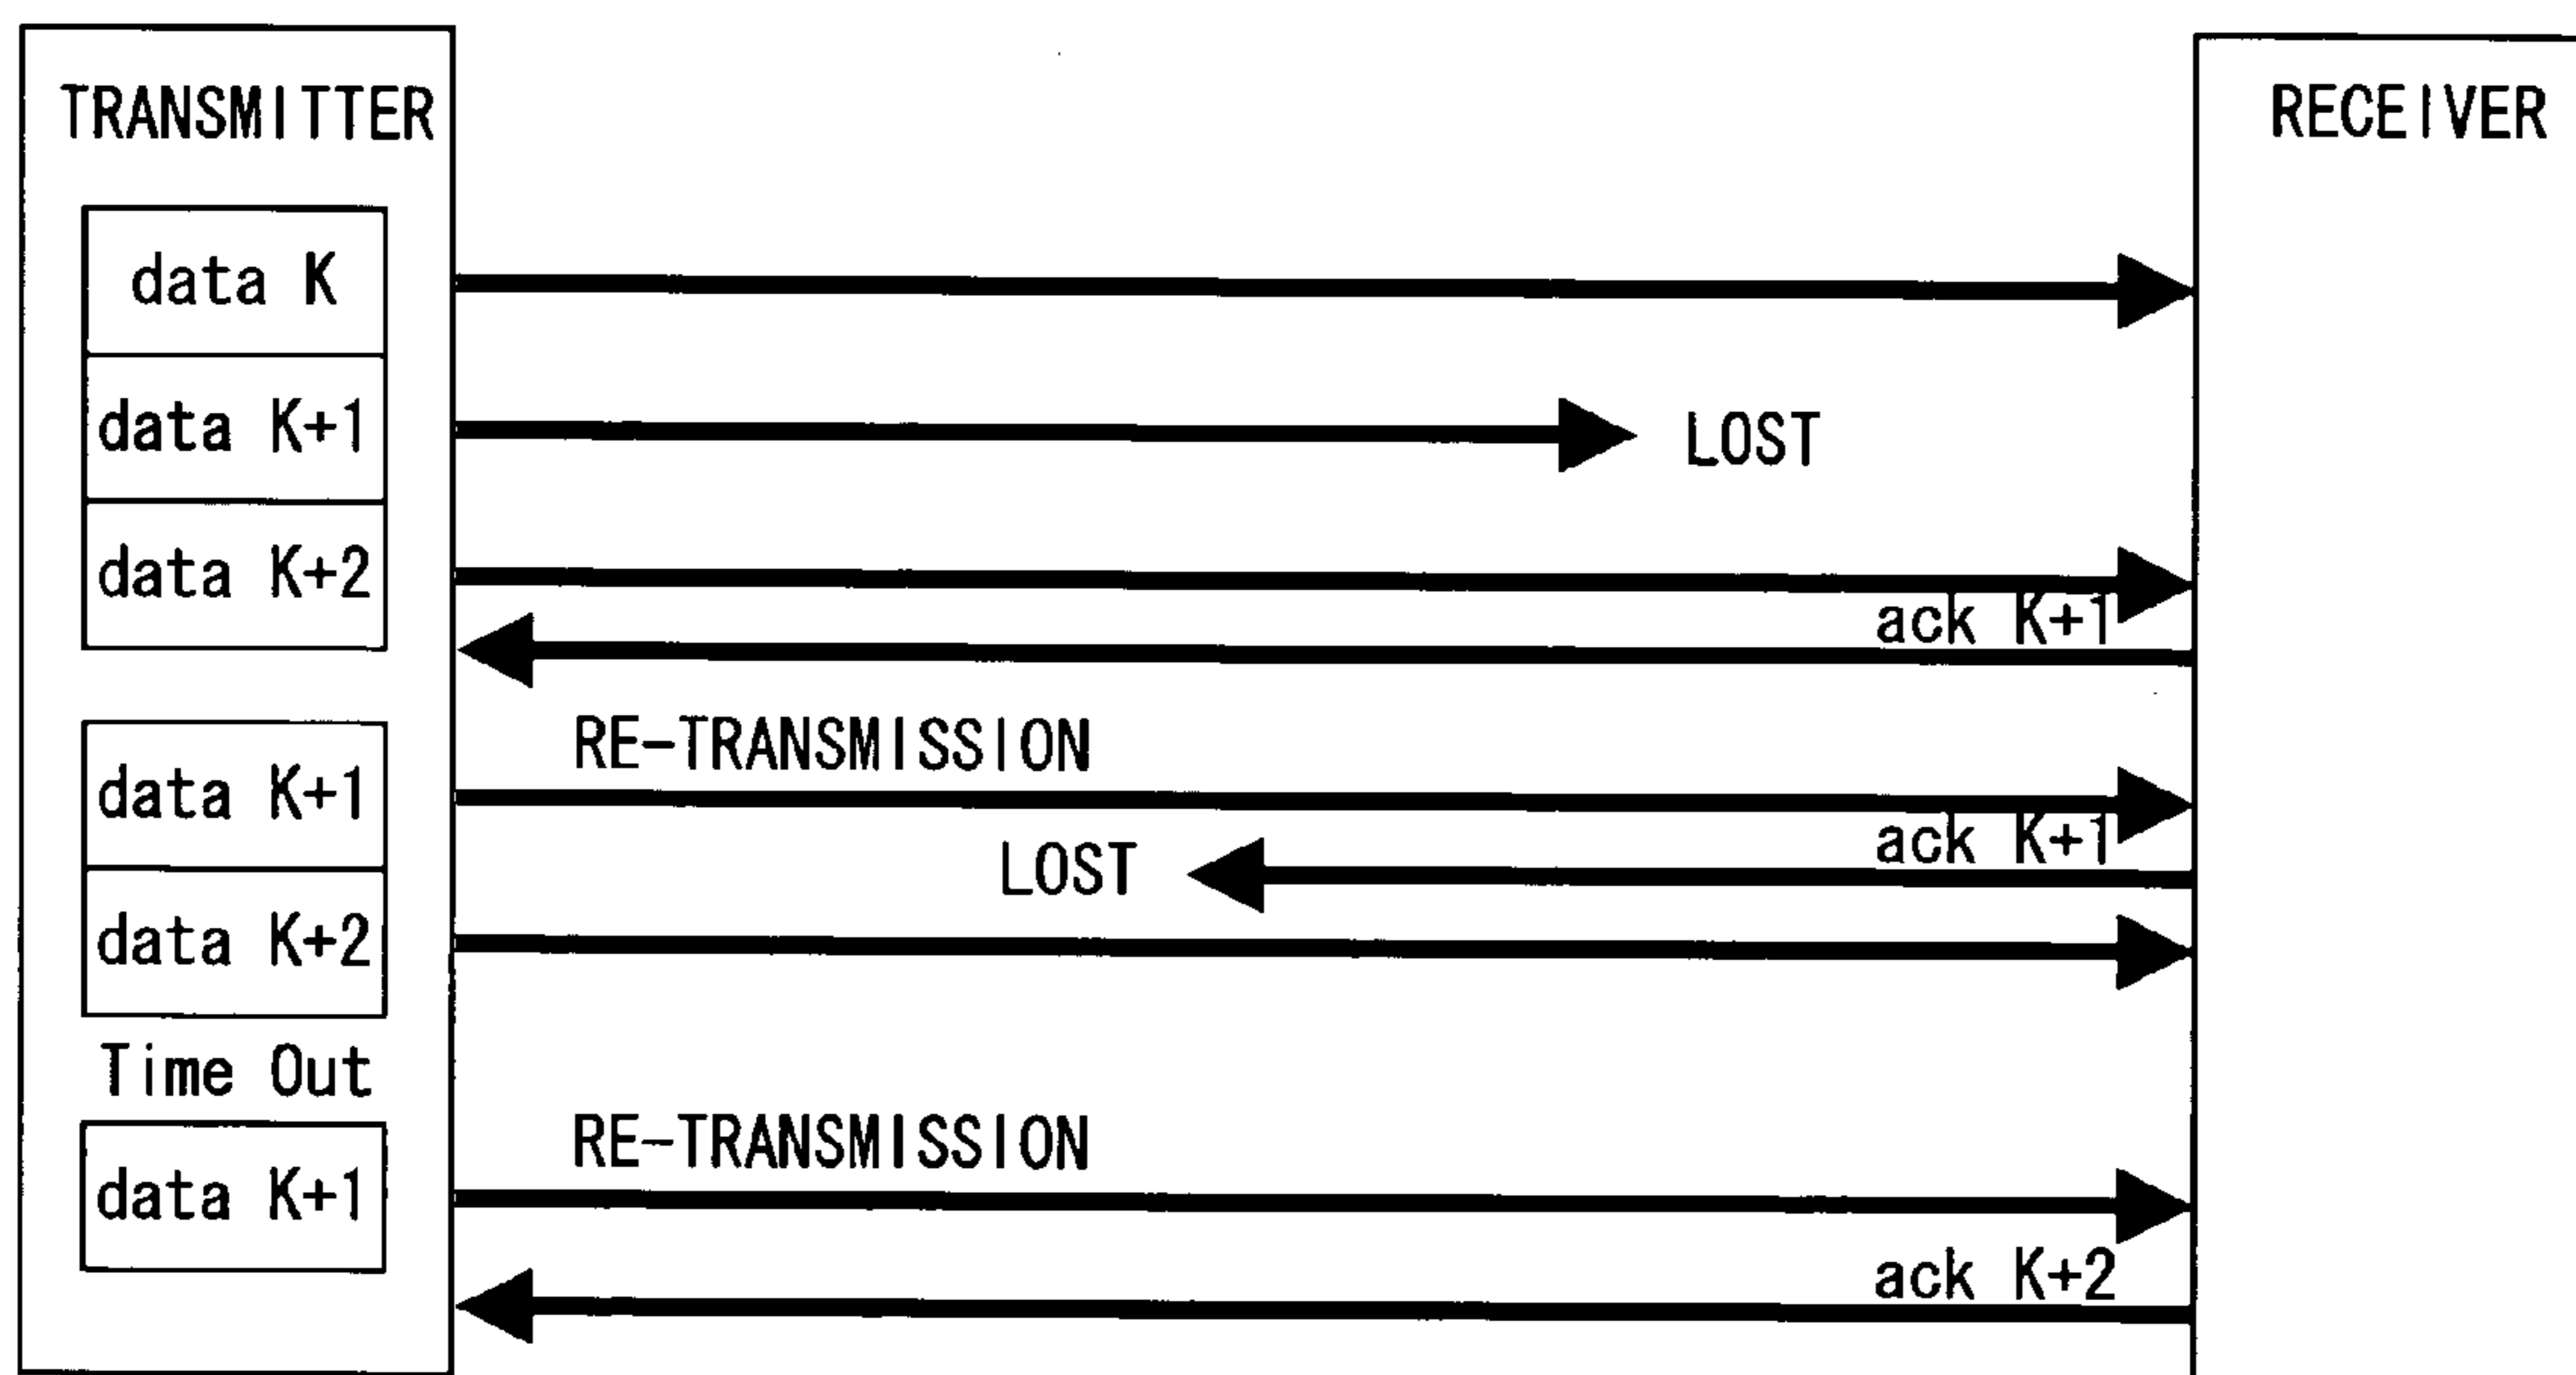 TRANSMITTER
RECEIVER
data K
data K+1
LOST
data K+2
ack K+1
RE-TRANSMISSION
data K+1
ack K+1
LOST
data K+2
Time Out
RE-TRANSMISSION
data K+1
ack K+2